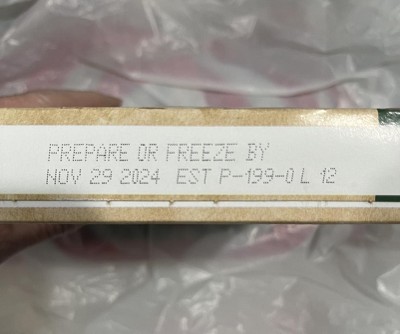 PREPARE OR FREEZE BY
NOV 29 2024 EST P-199-0 L 12